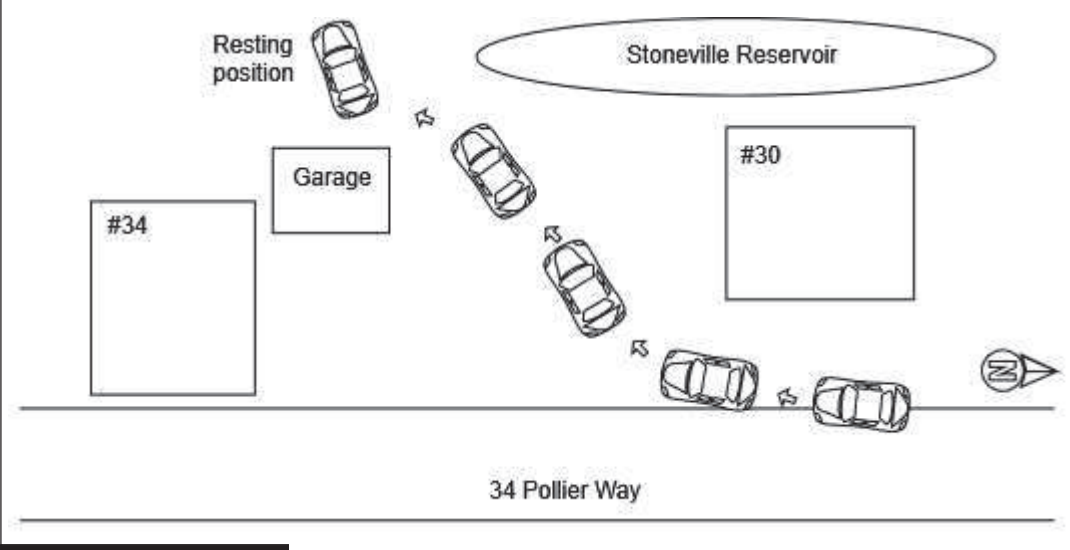 Resting
position
Stoneville Reservoir
#30
Garage
#34
N
34 Pollier Way